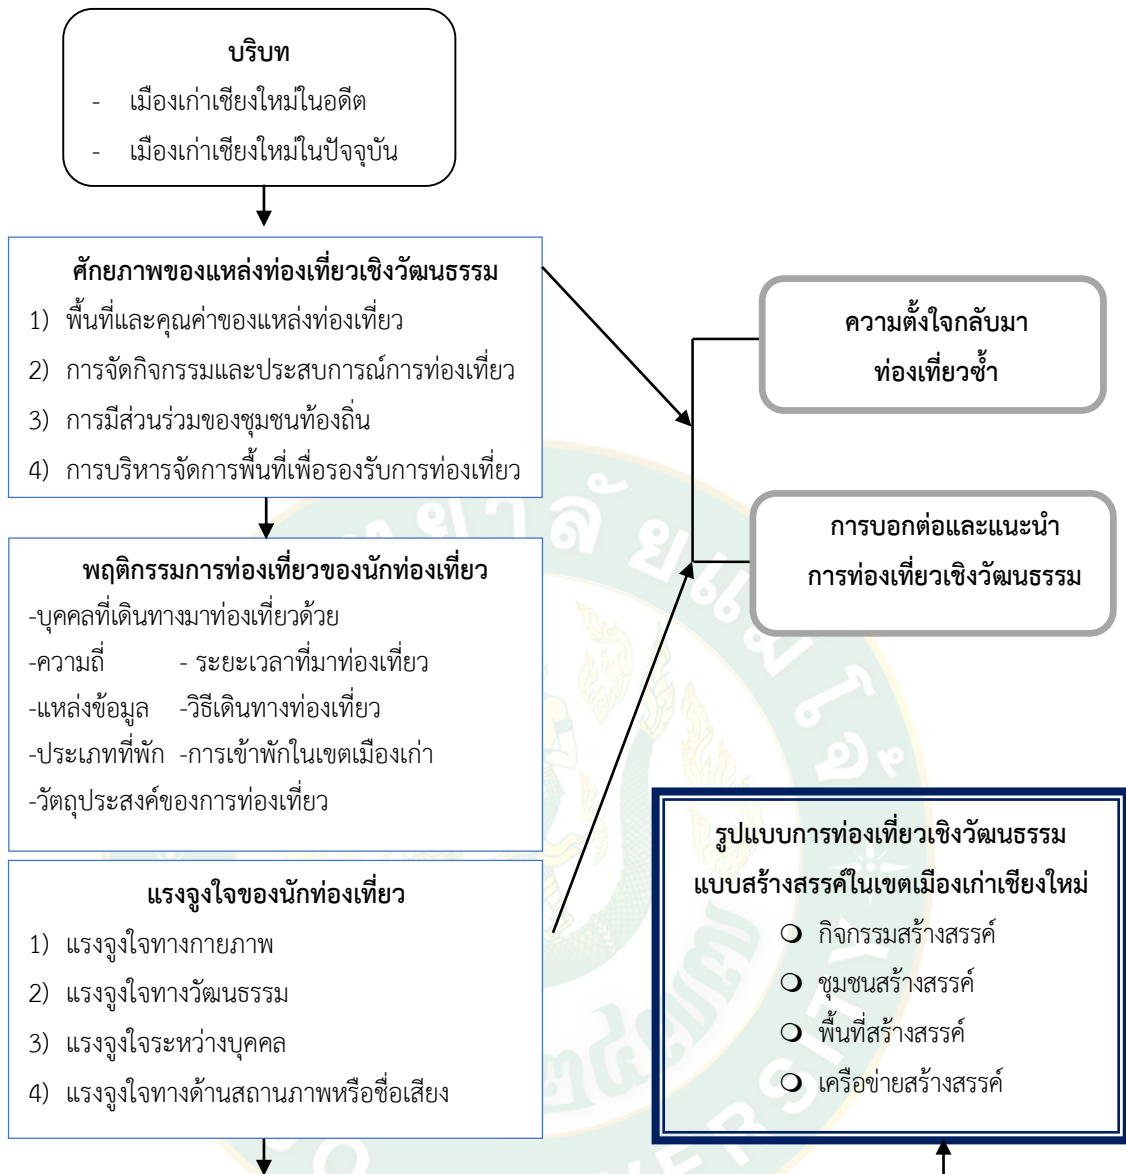 บริบท
- เมืองเก่าเชียงใหม่ในอดีต
- เมืองเก่าเชียงใหม่ในปัจจุบัน
ศักยภาพของแหล่งท่องเที่ยวเชิงวัฒนธรรม
1) พื้นที่และคุณค่าของแหล่งท่องเที่ยว
2) การจัดกิจกรรมและประสบการณ์การท่องเที่ยว
3) การมีส่วนร่วมของชุมชนท้องถิ่น
4) การบริหารจัดการพื้นที่เพื่อรองรับการท่องเที่ยว
ความตั้งใจกลับมา
ท่องเที่ยวซ้ำ
การบอกต่อและแนะนำ
การท่องเที่ยวเชิงวัฒนธรรม
พฤติกรรมการท่องเที่ยวของนักท่องเที่ยว
-บุคคลที่เดินทางมาท่องเที่ยวด้วย
-ความถี่ - ระยะเวลาที่มาท่องเที่ยว
-แหล่งข้อมูล -วิธีเดินทางท่องเที่ยว
-ประเภทที่พัก -การเข้าพักในเขตเมืองเก่า
-วัตถุประสงค์ของการท่องเที่ยว
แรงจูงใจของนักท่องเที่ยว
1) แรงจูงใจทางกายภาพ
2) แรงจูงใจทางวัฒนธรรม
3) แรงจูงใจระหว่างบุคคล
4) แรงจูงใจทางด้านสถานภาพหรือชื่อเสียง
รูปแบบการท่องเที่ยวเชิงวัฒนธรรม
แบบสร้างสรรค์ในเขตเมืองเก่าเชียงใหม่
กิจกรรมสร้างสรรค์
ชุมชนสร้างสรรค์
พื้นที่สร้างสรรค์
เครือข่ายสร้างสรรค์